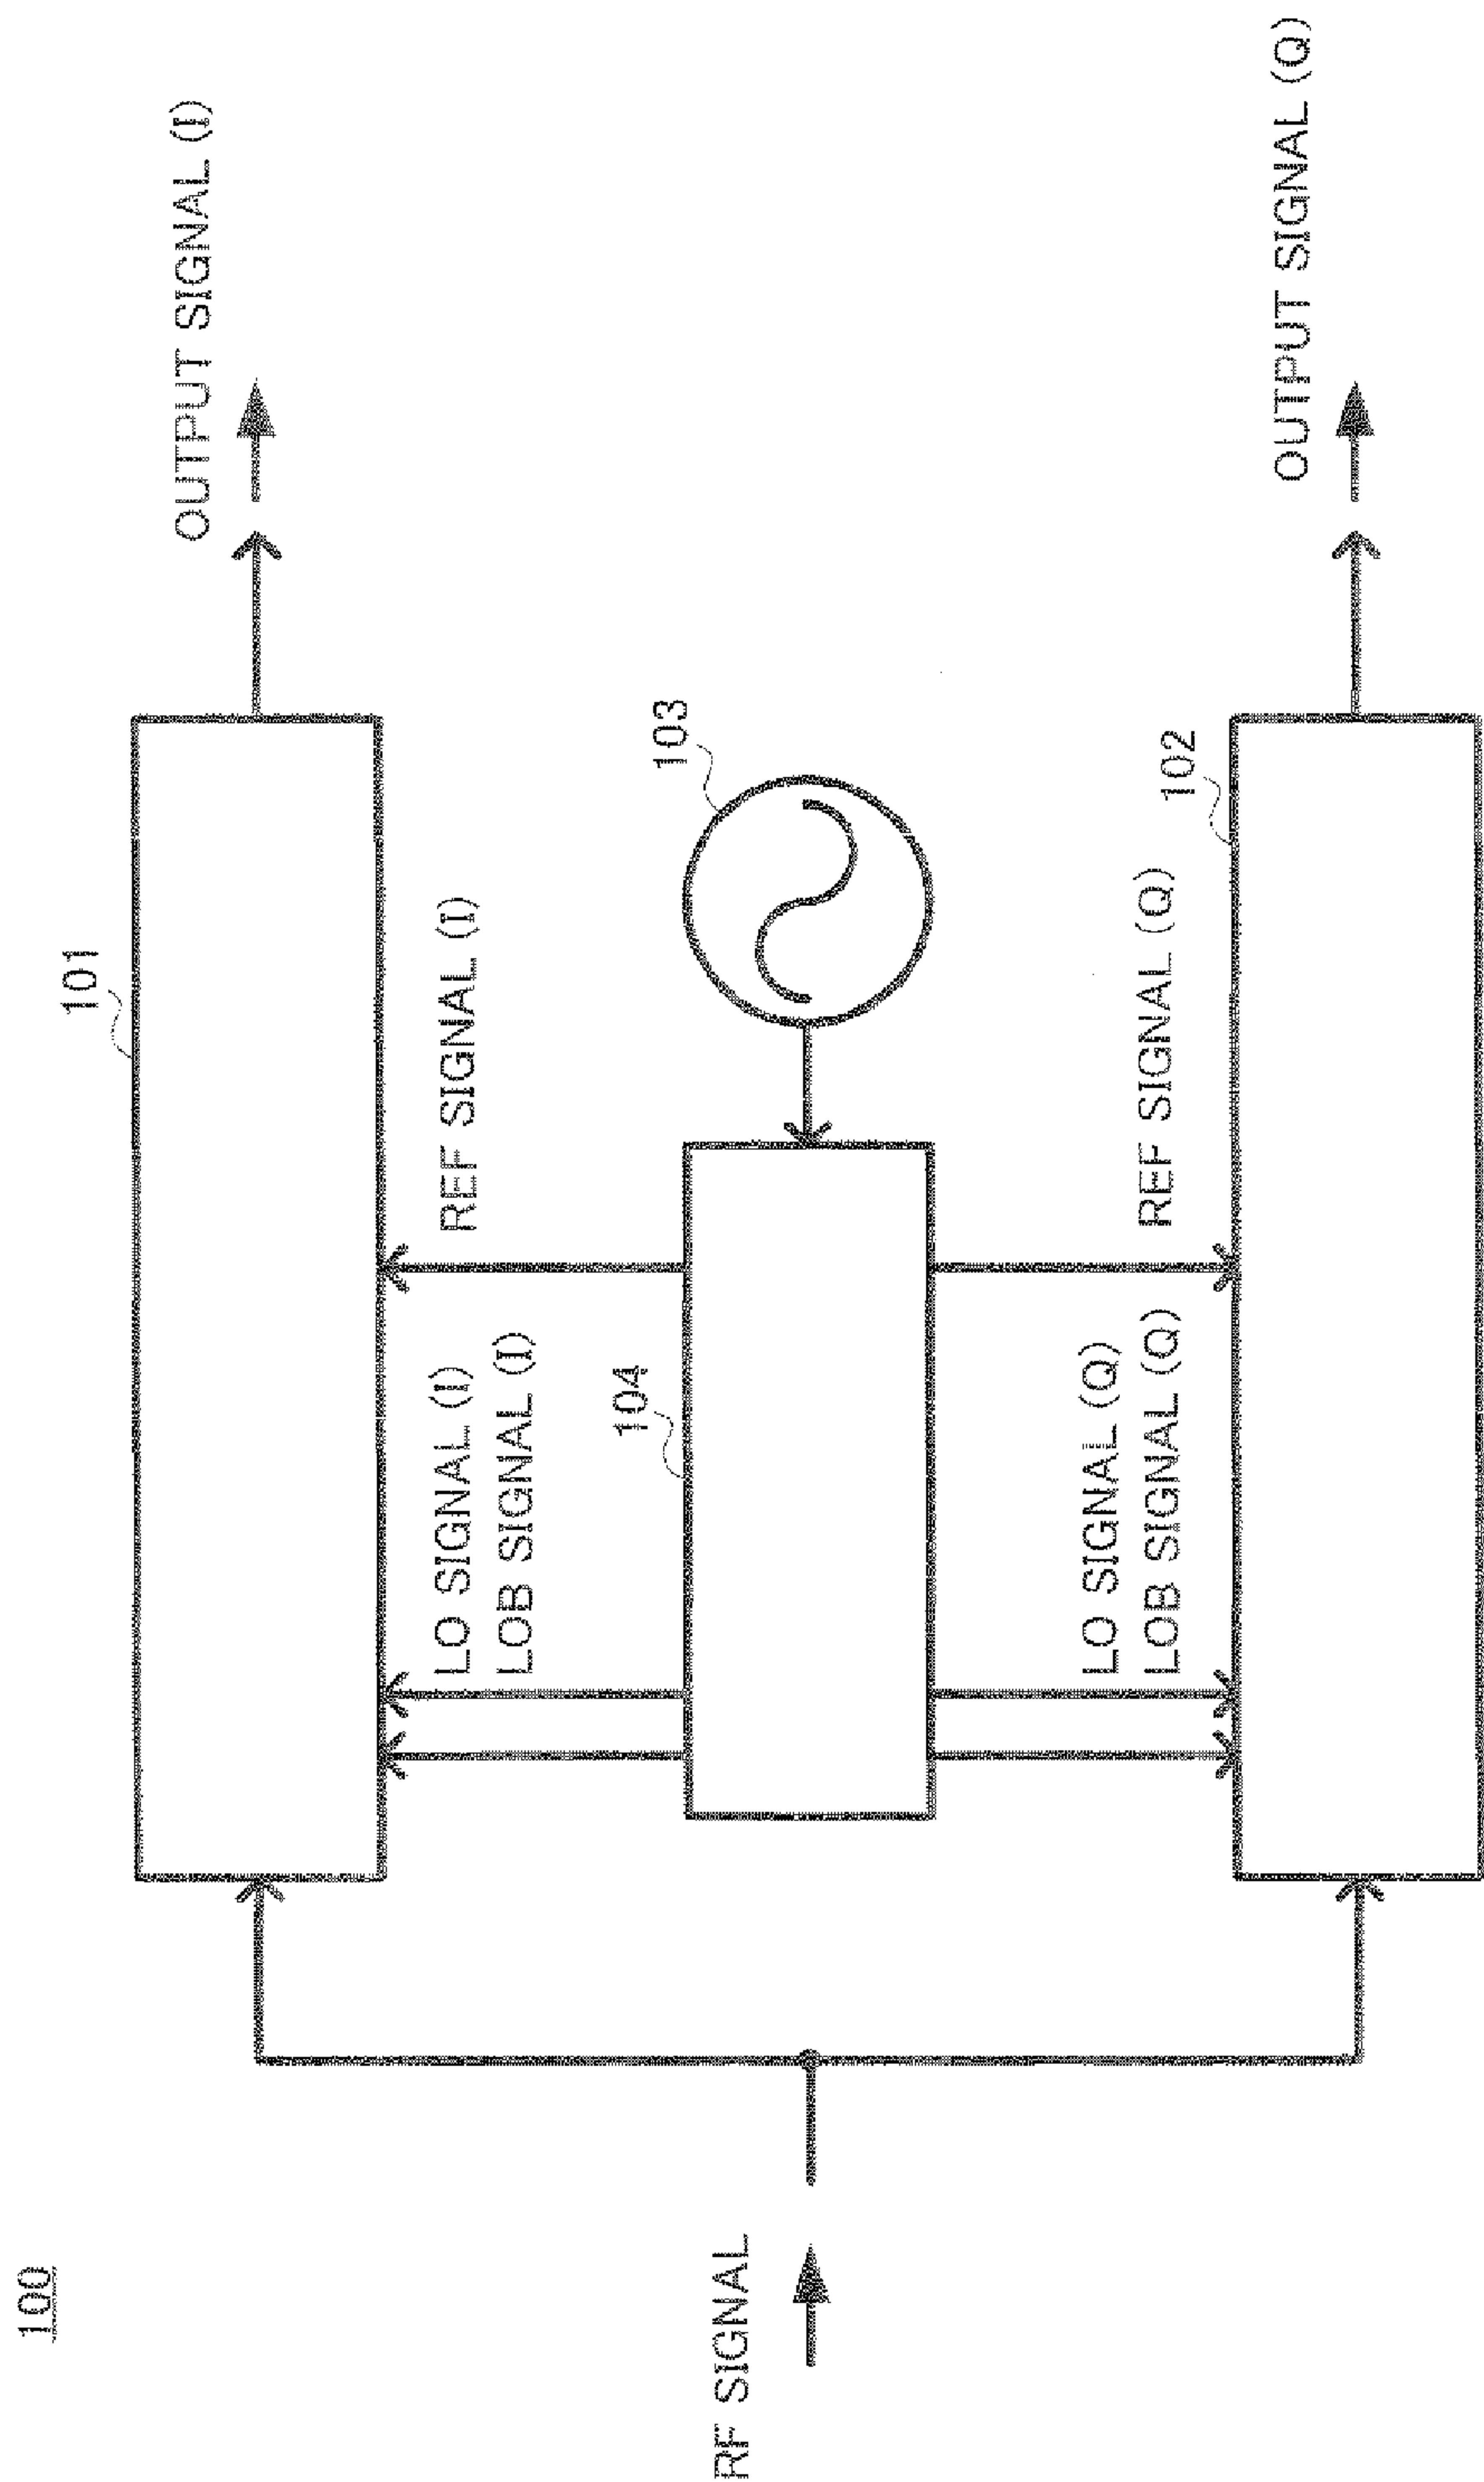 100
RF SIGNAL
101
OUTPUT SIGNAL (I)
LO SIGNAL (I)
LOB SIGNAL (I)
REF SIGNAL (I)
104
103
LO SIGNAL (Q)
LOB SIGNAL (Q)
REF SIGNAL (Q)
102
OUTPUT SIGNAL (Q)